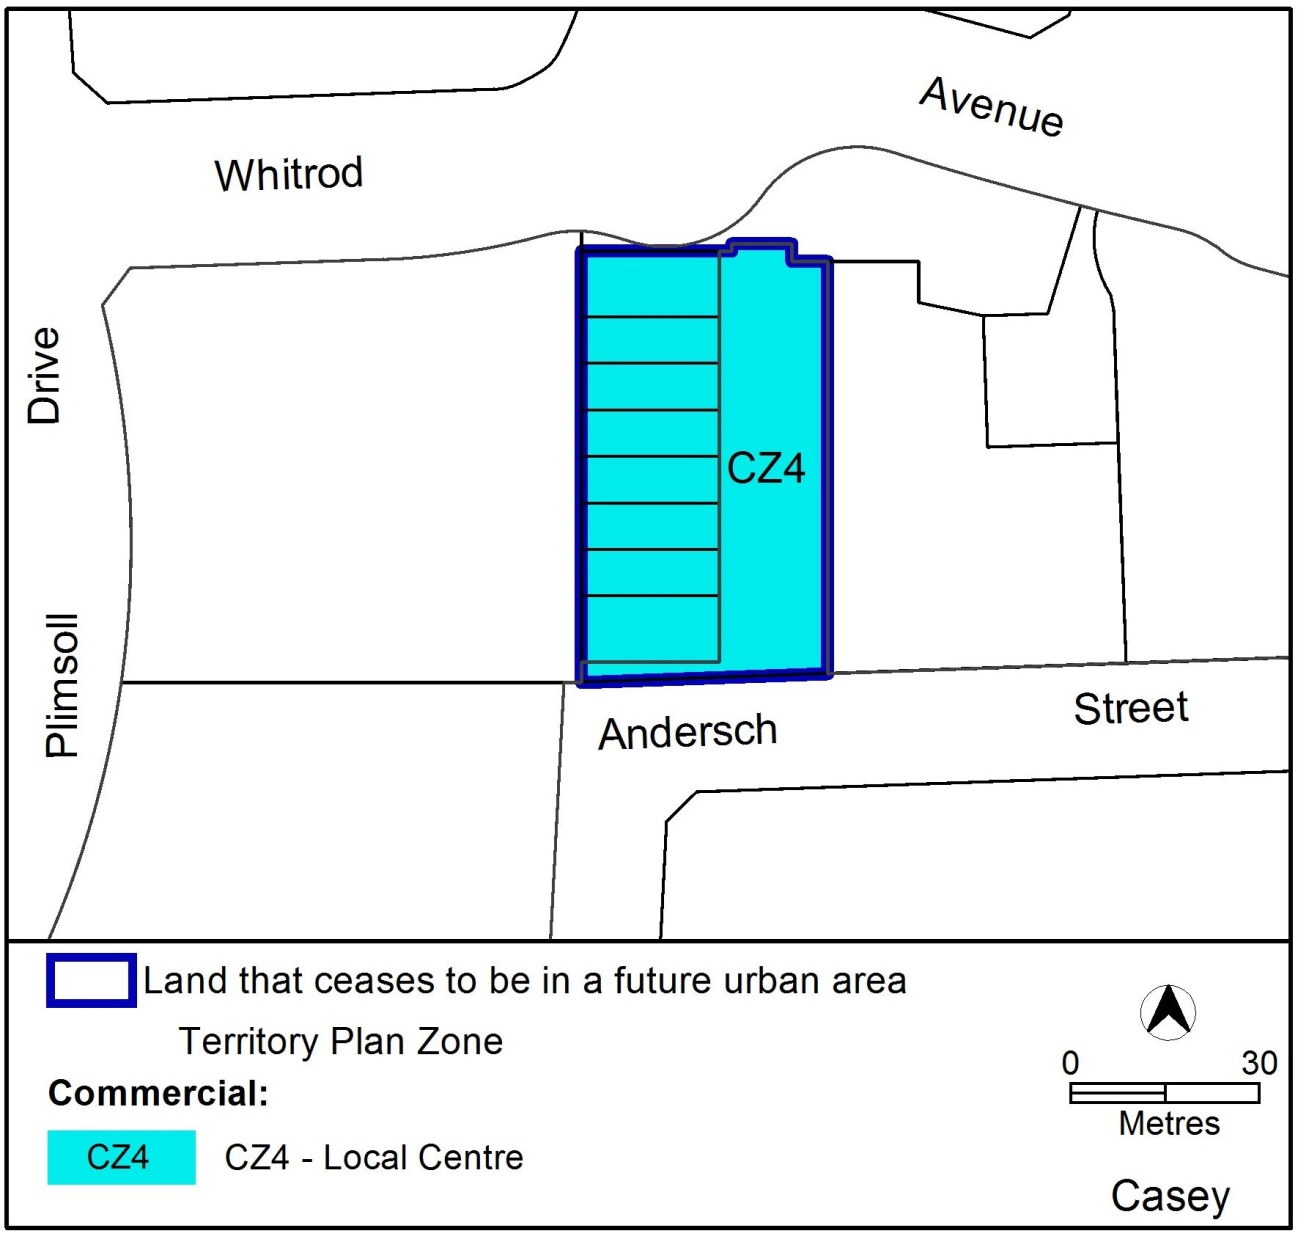 Avenue
Whitrod
Drive
CZ4
Plimsoll
Andersch
Street
Land that ceases to be in a future urban area
Territory Plan Zone
Commercial:
CZ4
CZ4 - Local Centre
0 30
Metres
Casey